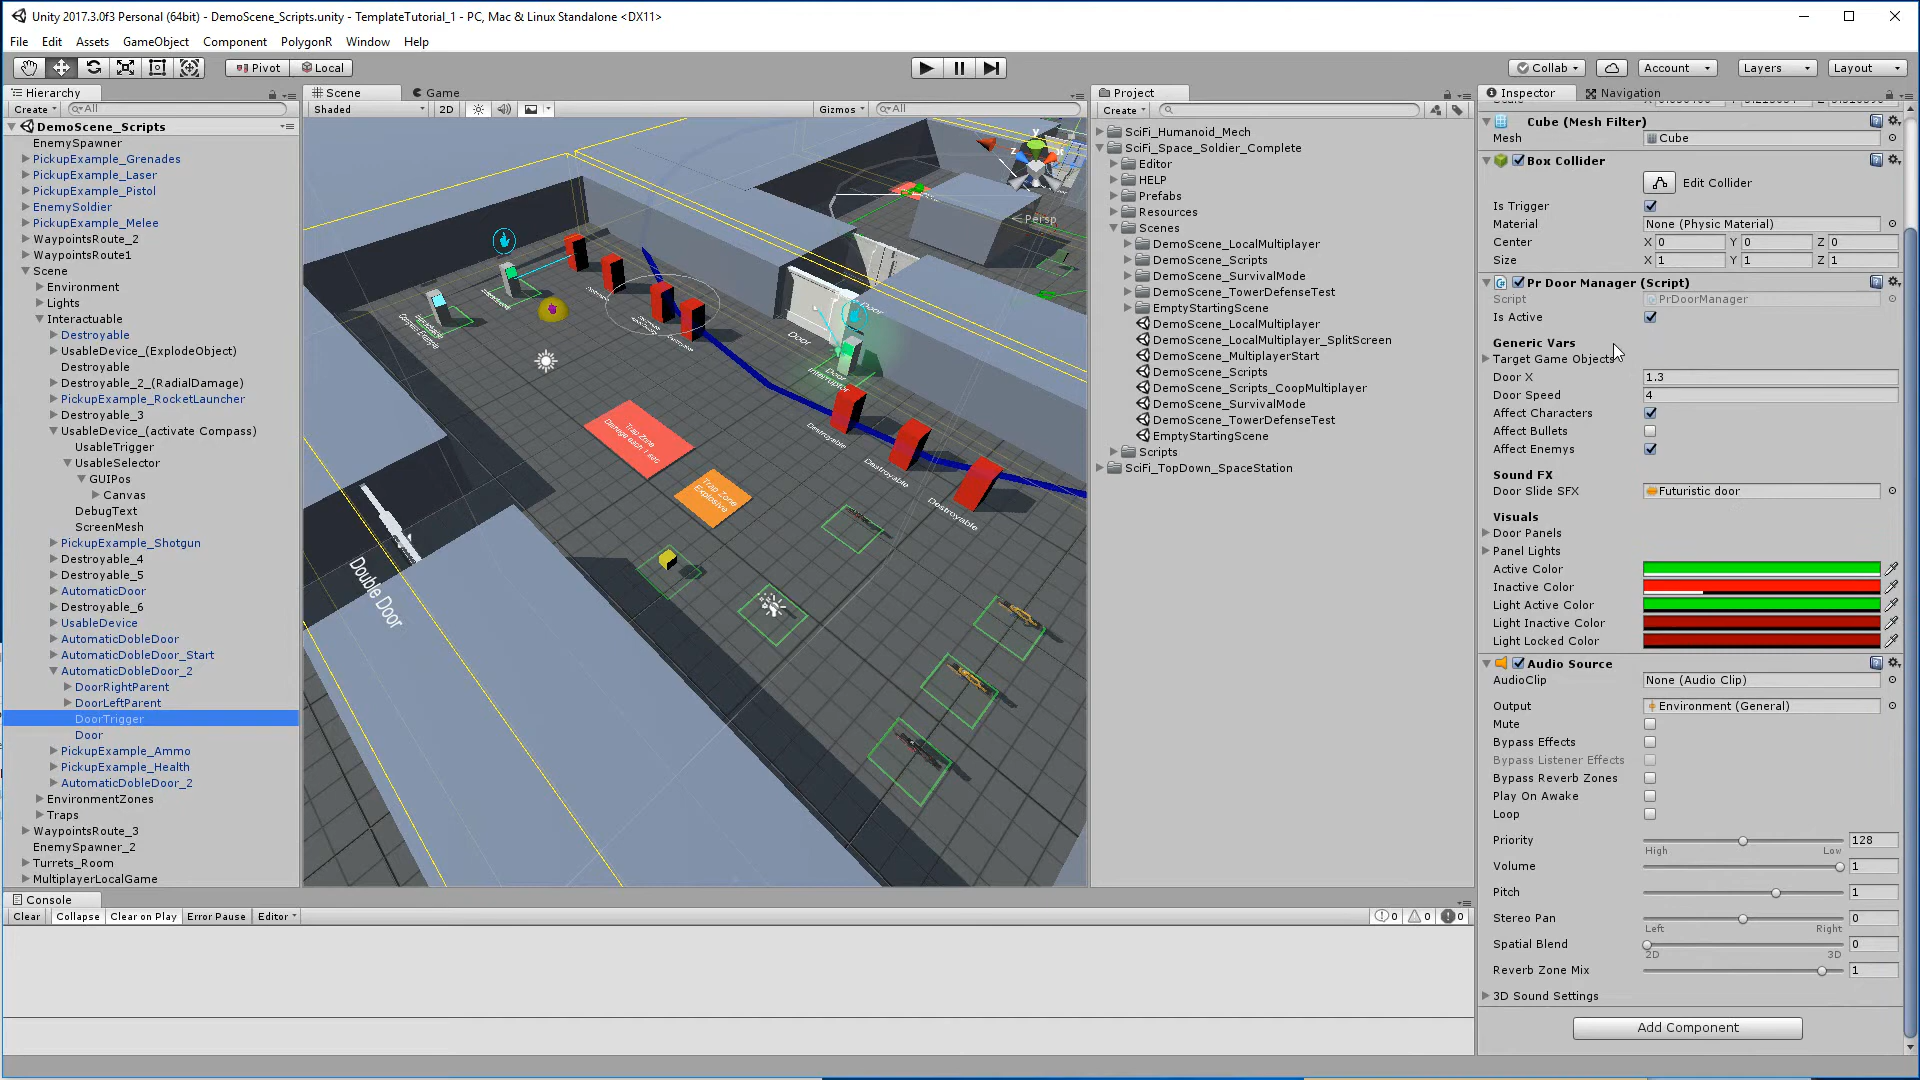 Unity 2017.3.0f3 Personal (64bit) - DemoScene_Scripts.unity - TemplateTutorial_1 - PC, Mac & Linux Standalone <DX11>
File Edit Assets GameObject Component PolygonR Window Help
Pivot Local Collab Account Layers Layout
Hierarchy
Create All
DemoScene_Scripts
EnemySpawner
PickupExample_Grenades
PickupExample_Laser
PickupExample_Pistol
EnemySoldier
PickupExample_Melee
WaypointsRoute_2
WaypointsRoute1
Scene
Environment
Lights
Interactuable
Destroyable
UsableDevice_(ExplodeObject)
Destroyable
Destroyable_2_(RadialDamage)
PickupExample_RocketLauncher
Destroyable_3
UsableDevice_(activate Compass)
UsableTrigger
UsableSelector
GUIPos
Canvas
DebugText
ScreenMesh
PickupExample_Shotgun
Destroyable_4
Destroyable_5
AutomaticDoor
Destroyable_6
UsableDevice
AutomaticDobleDoor
AutomaticDobleDoor_Start
AutomaticDobleDoor_2
DoorRightParent
DoorLeftParent
DoorTrigger
Door
PickupExample_Ammo
PickupExample_Health
AutomaticDobleDoor_2
EnvironmentZones
Traps
WaypointsRoute_3
EnemySpawner_2
Turrets_Room
MultiplayerLocalGame
Scene Game
Shaded 2D Gizmos All
y
z
Persp
Door
Door
Door
Interruptor
Trap Zone
Damage each 1 sec
Trap Zone
Explosive
Destroyable
Destroyable
Destroyable
Double Door
Project
Create
SciFi_Humanoid_Mech
SciFi_Space_Soldier_Complete
Editor
HELP
Prefabs
Resources
Scenes
DemoScene_LocalMultiplayer
DemoScene_Scripts
DemoScene_SurvivalMode
DemoScene_TowerDefenseTest
EmptyStartingScene
DemoScene_LocalMultiplayer
DemoScene_LocalMultiplayer_SplitScreen
DemoScene_MultiplayerStart
DemoScene_Scripts
DemoScene_Scripts_CoopMultiplayer
DemoScene_SurvivalMode
DemoScene_TowerDefenseTest
EmptyStartingScene
Scripts
SciFi_TopDown_SpaceStation
Inspector Navigation
Cube (Mesh Filter)
Mesh Cube
Box Collider
Edit Collider
Is Trigger
Material None (Physic Material)
Center X 0 Y 0 Z 0
Size X 1 Y 1 Z 1
Pr Door Manager (Script)
Script PrDoorManager
Is Active
Generic Vars
Target Game Objects
Door X 1.3
Door Speed 4
Affect Characters
Affect Bullets
Affect Enemys
Sound FX
Door Slide SFX Futuristic door
Visuals
Door Panels
Panel Lights
Active Color
Inactive Color
Light Active Color
Light Inactive Color
Light Locked Color
Audio Source
AudioClip None (Audio Clip)
Output Environment (General)
Mute
Bypass Effects
Bypass Listener Effects
Bypass Reverb Zones
Play On Awake
Loop
Priority 128
High Low
Volume 1
Pitch 1
Stereo Pan 0
Left Right
Spatial Blend 0
2D 3D
Reverb Zone Mix 1
3D Sound Settings
Add Component
Console
Clear Collapse Clear on Play Error Pause Editor 0 0 0